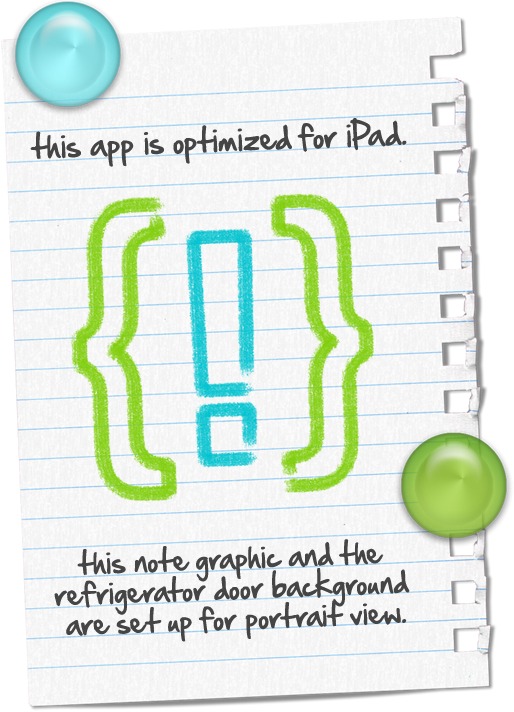 this app is optimized for iPad.
{!}
this note graphic and the
refrigerator door background
are set up for portrait view.